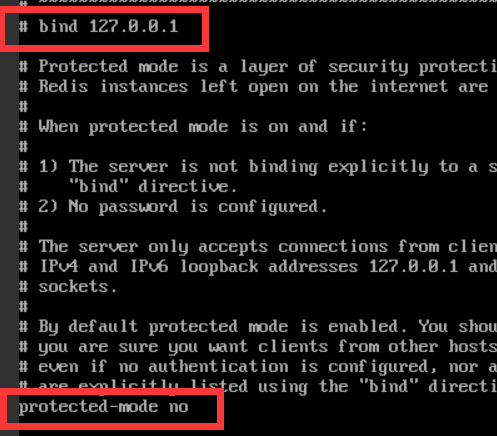 # bind 127.0.0.1
#
# Protected mode is a layer of security protecti
# Redis instances left open on the internet are
#
# When protected mode is on and if:
#
# 1) The server is not binding explicitly to a s
#    "bind" directive.
# 2) No password is configured.
#
# The server only accepts connections from clien
# IPv4 and IPv6 loopback addresses 127.0.0.1 and
# sockets.
#
# By default protected mode is enabled. You shou
# you are sure you want clients from other hosts
# even if no authentication is configured, nor a
# are explicitly listed using the "bind" directi
protected-mode no